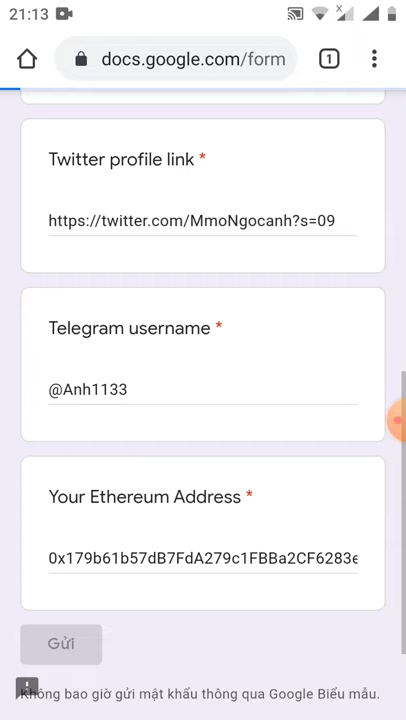 21:13
docs.google.com/form
1
Twitter profile link *
https://twitter.com/MmoNgocanh?s=09
Telegram username *
@Anh1133
Your Ethereum Address *
0x179b61b57dB7FdA279c1FBBa2CF6283e
Gửi
Không bao giờ gửi mật khẩu thông qua Google Biểu mẫu.